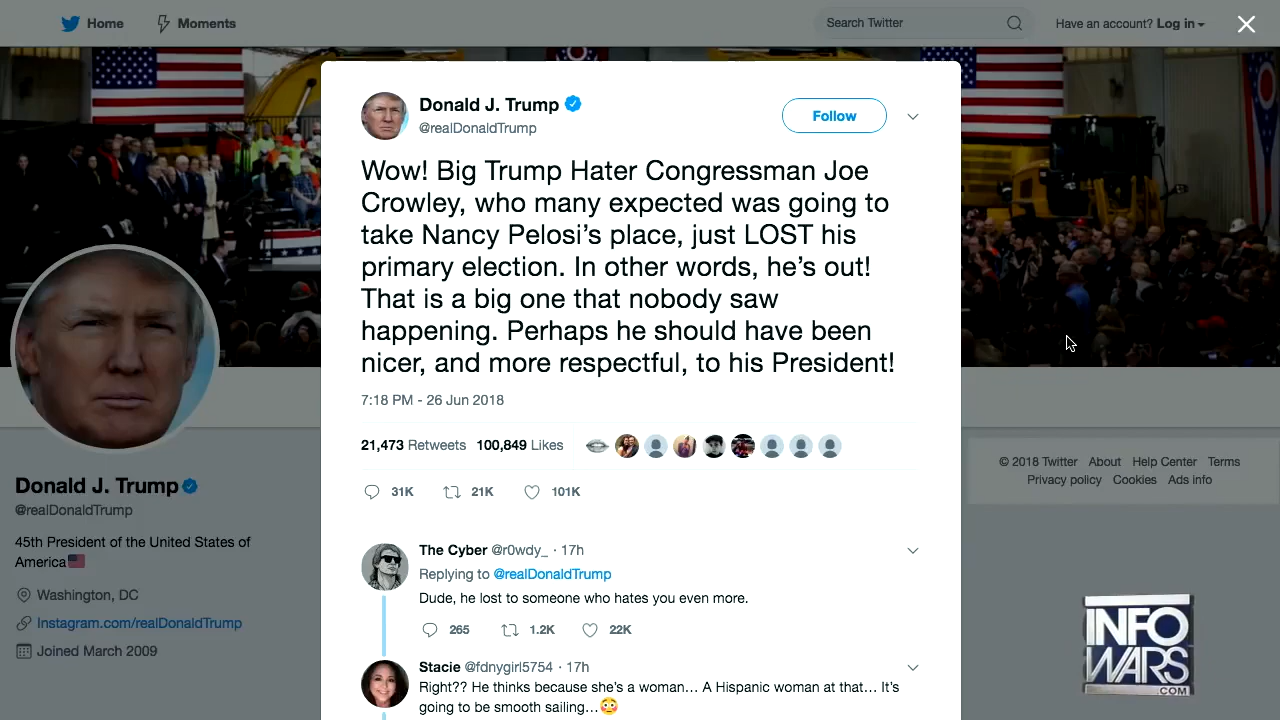 Home
Moments
Search Twitter
Have an account? Log in
Donald J. Trump
@realDonaldTrump
Follow
Wow! Big Trump Hater Congressman Joe
Crowley, who many expected was going to
take Nancy Pelosi's place, just LOST his
primary election. In other words, he's out!
That is a big one that nobody saw
happening. Perhaps he should have been
nicer, and more respectful, to his President!
7:18 PM - 26 Jun 2018
21,473 Retweets 100,849 Likes
31K 21K 101K
The Cyber @r0wdy_ · 17h
Replying to @realDonaldTrump
Dude, he lost to someone who hates you even more.
265 1.2K 22K
Stacie @fdnygirl5754 · 17h
Right?? He thinks because she's a woman... A Hispanic woman at that... It's
going to be smooth sailing...
Donald J. Trump
@realDonaldTrump
45th President of the United States of
America
Washington, DC
Instagram.com/realDonaldTrump
Joined March 2009
© 2018 Twitter About Help Center Terms
Privacy policy Cookies Ads info
INFO
WARS
.COM